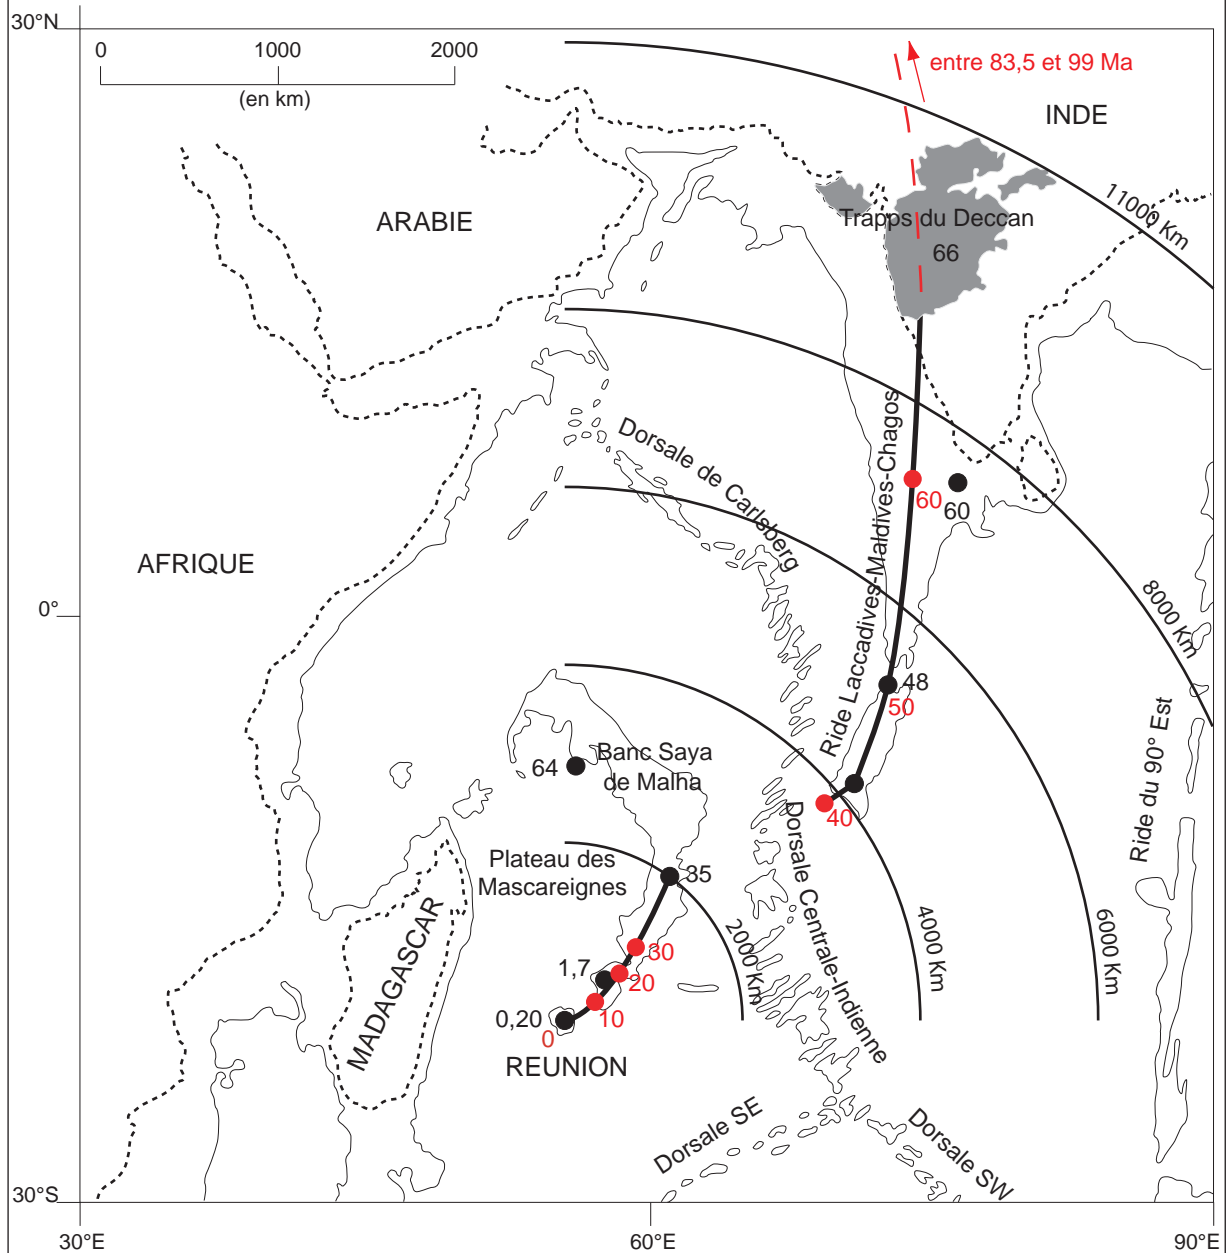 30°N
0
1000
2000
(en km)
entre 83,5 et 99 Ma
INDE
11000 Km
ARABIE
Trapps du Deccan
66
Dorsale de Carlsberg
Ride Laccadives-Maldives-Chagos
60
60
AFRIQUE
8000 Km
0°
48
50
Ride du 90° Est
64
Banc Saya
de Malha
40
Dorsale Centrale-Indienne
Plateau des
Mascareignes
35
2000 Km
4000 Km
6000 Km
MADAGASCAR
30
1,7
20
0,20
10
0
REUNION
Dorsale SE
Dorsale SW
30°S
30°E
60°E
90°E